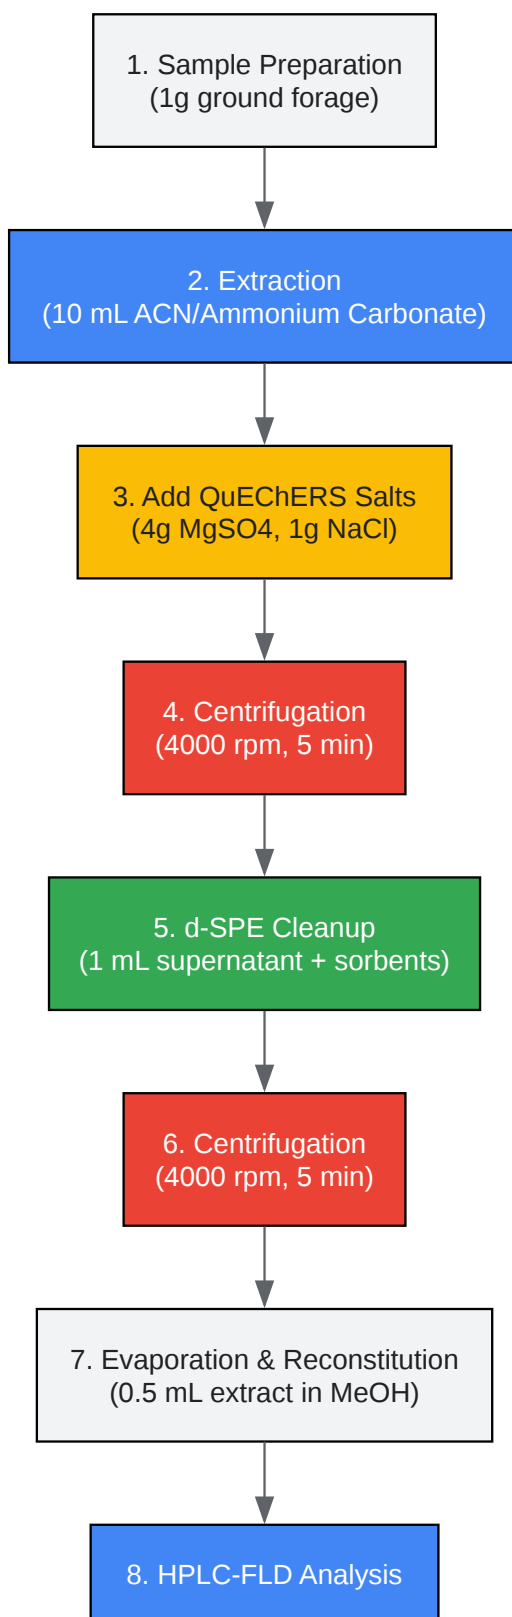 1. Sample Preparation
(1g ground forage)
2. Extraction
(10 mL ACN/Ammonium Carbonate)
3. Add QuEChERS Salts
(4g MgSO4, 1g NaCl)
4. Centrifugation
(4000 rpm, 5 min)
5. d-SPE Cleanup
(1 mL supernatant + sorbents)
6. Centrifugation
(4000 rpm, 5 min)
7. Evaporation & Reconstitution
(0.5 mL extract in MeOH)
8. HPLC-FLD Analysis